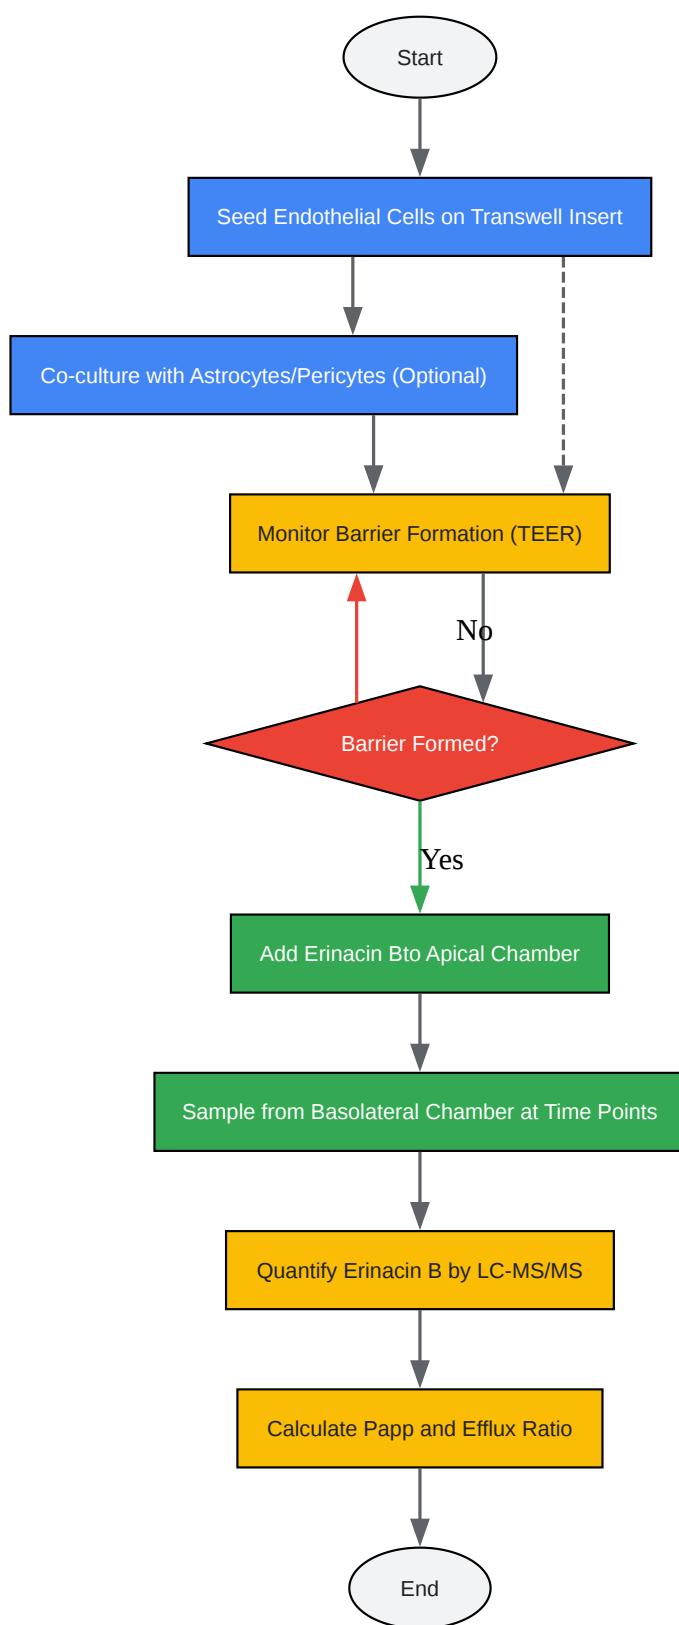 Start
Seed Endothelial Cells on Transwell Insert
Co-culture with Astrocytes/Pericytes (Optional)
Monitor Barrier Formation (TEER)
No
Barrier Formed?
Yes
Add Erinacin Bto Apical Chamber
Sample from Basolateral Chamber at Time Points
Quantify Erinacin B by LC-MS/MS
Calculate Papp and Efflux Ratio
End